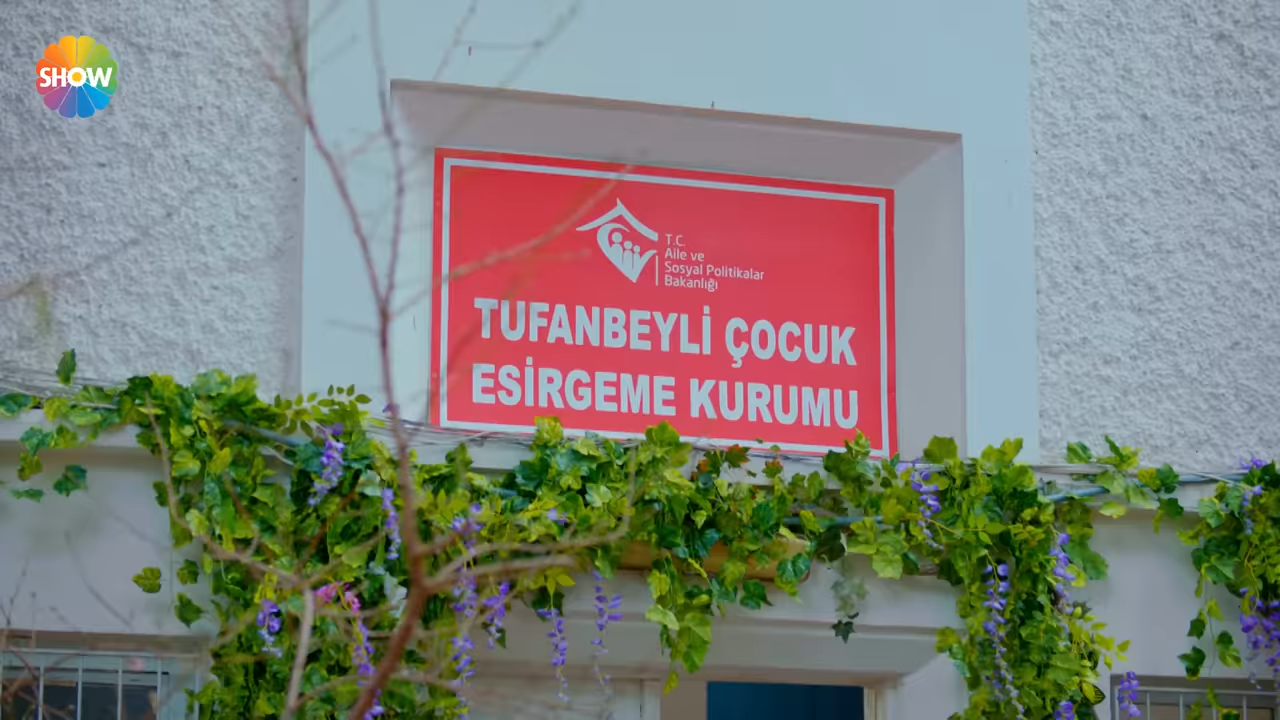 SHOW
T.C.
Aile ve
Sosyal Politikalar
Bakanlığı
TUFANBEYLİ ÇOCUK
ESİRGEME KURUMU